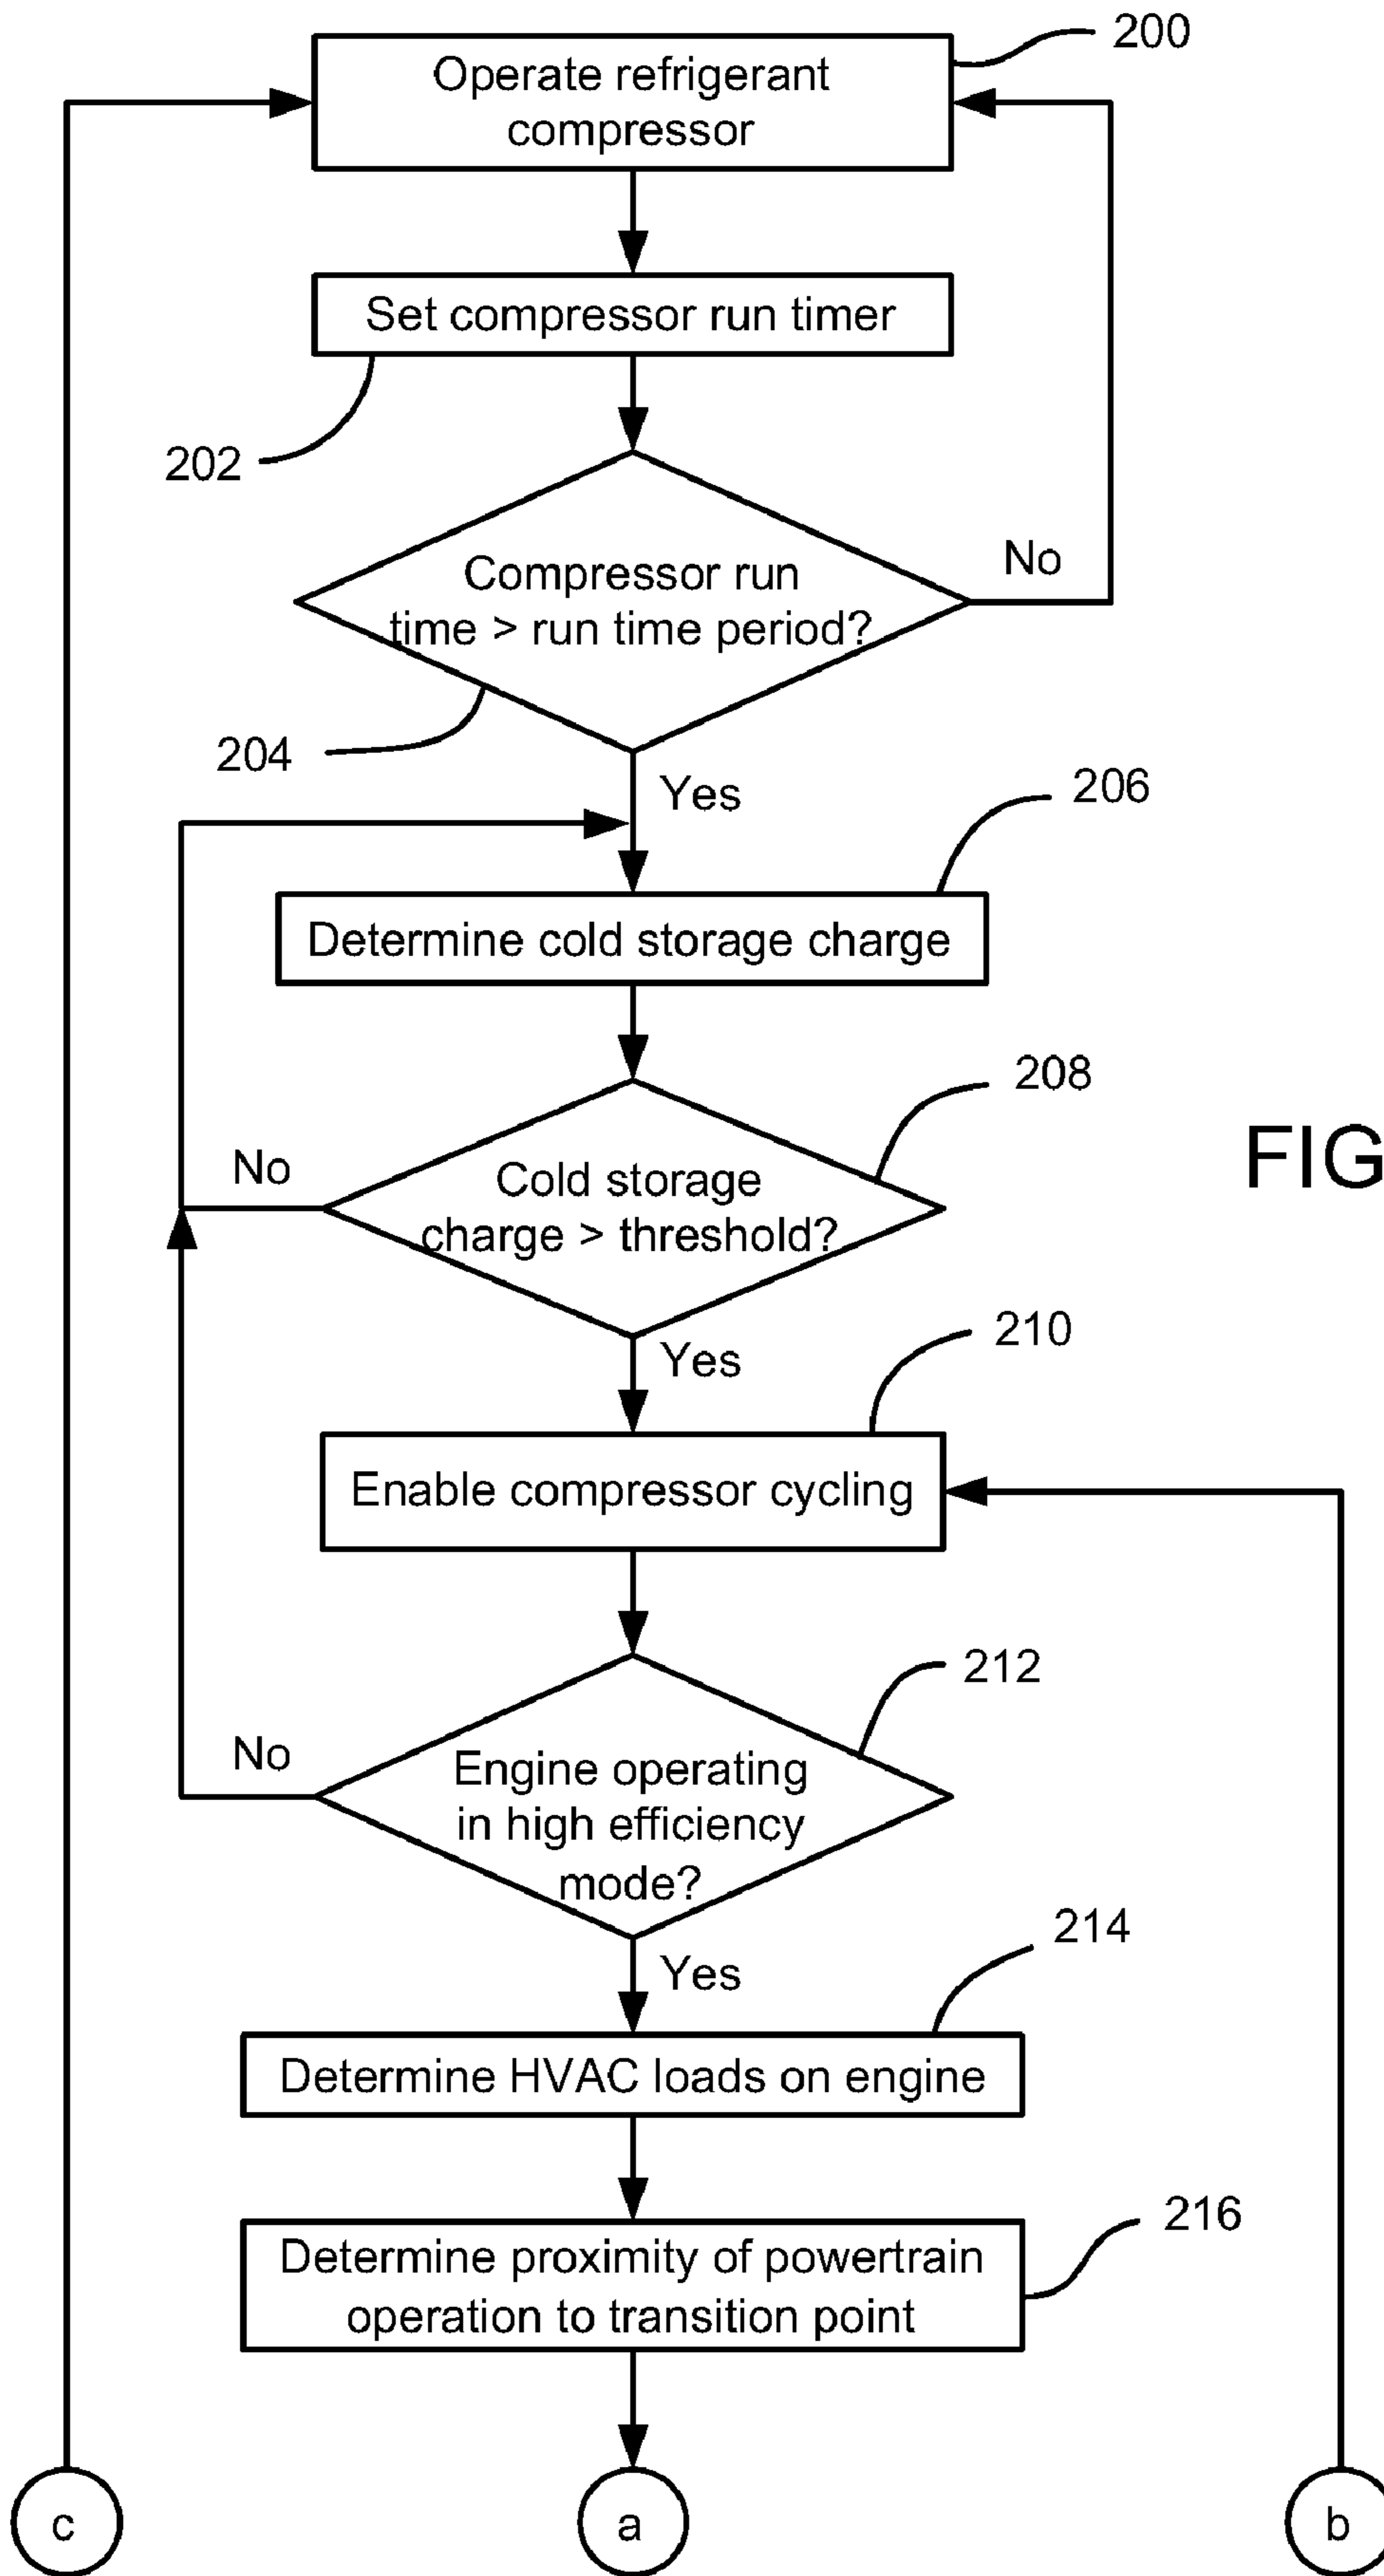 200
Operate refrigerant
compressor
Set compressor run timer
202
Compressor run
time > run time period?
No
204
Yes
206
Determine cold storage charge
208
No
Cold storage
charge > threshold?
FIG
Yes
210
Enable compressor cycling
212
No
Engine operating
in high efficiency
mode?
214
Yes
Determine HVAC loads on engine
216
Determine proximity of powertrain
operation to transition point
c
a
b